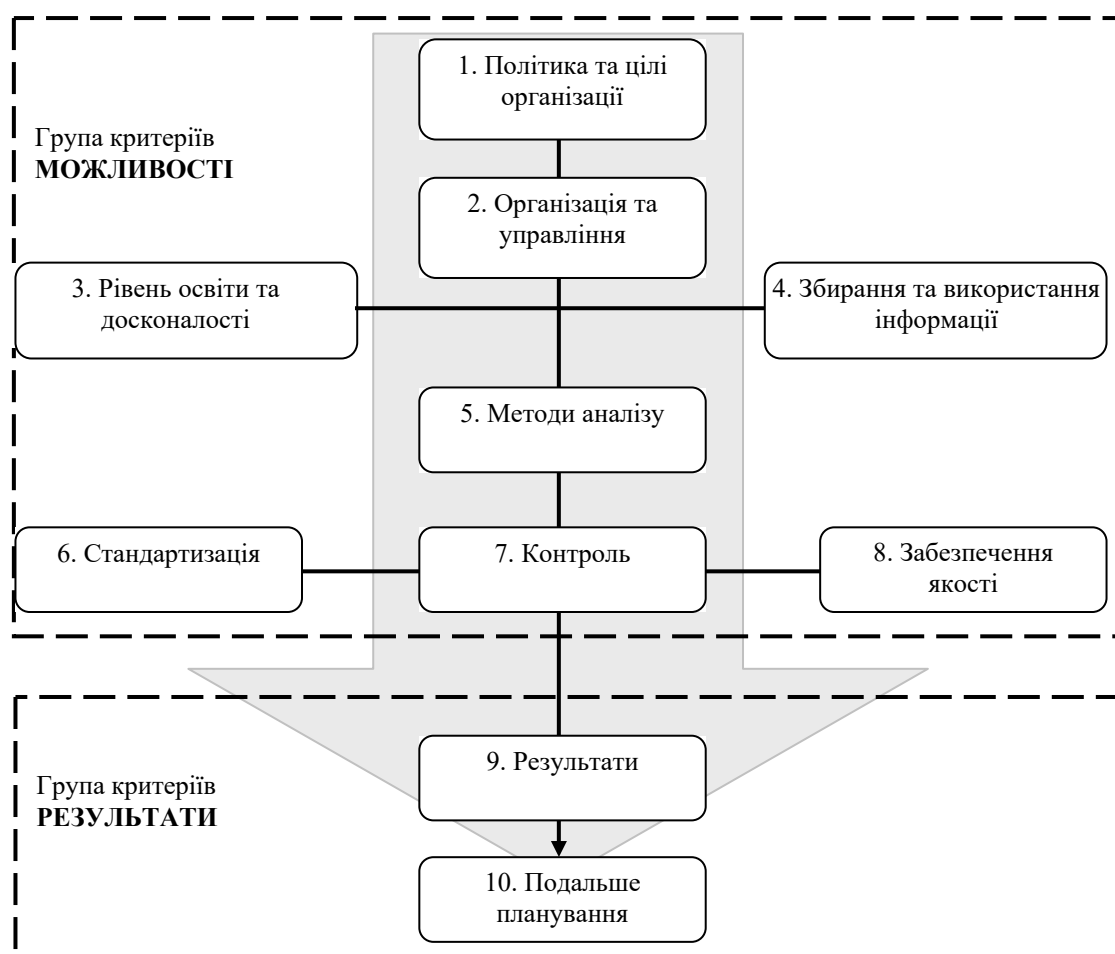 1. Політика та цілі
організації
Група критеріїв
МОЖЛИВОСТІ
2. Організація та
управління
3. Рівень освіти та
досконалості
4. Збирання та використання
інформації
5. Методи аналізу
6. Стандартизація
7. Контроль
8. Забезпечення
якості
9. Результати
Група критеріїв
РЕЗУЛЬТАТИ
10. Подальше
планування